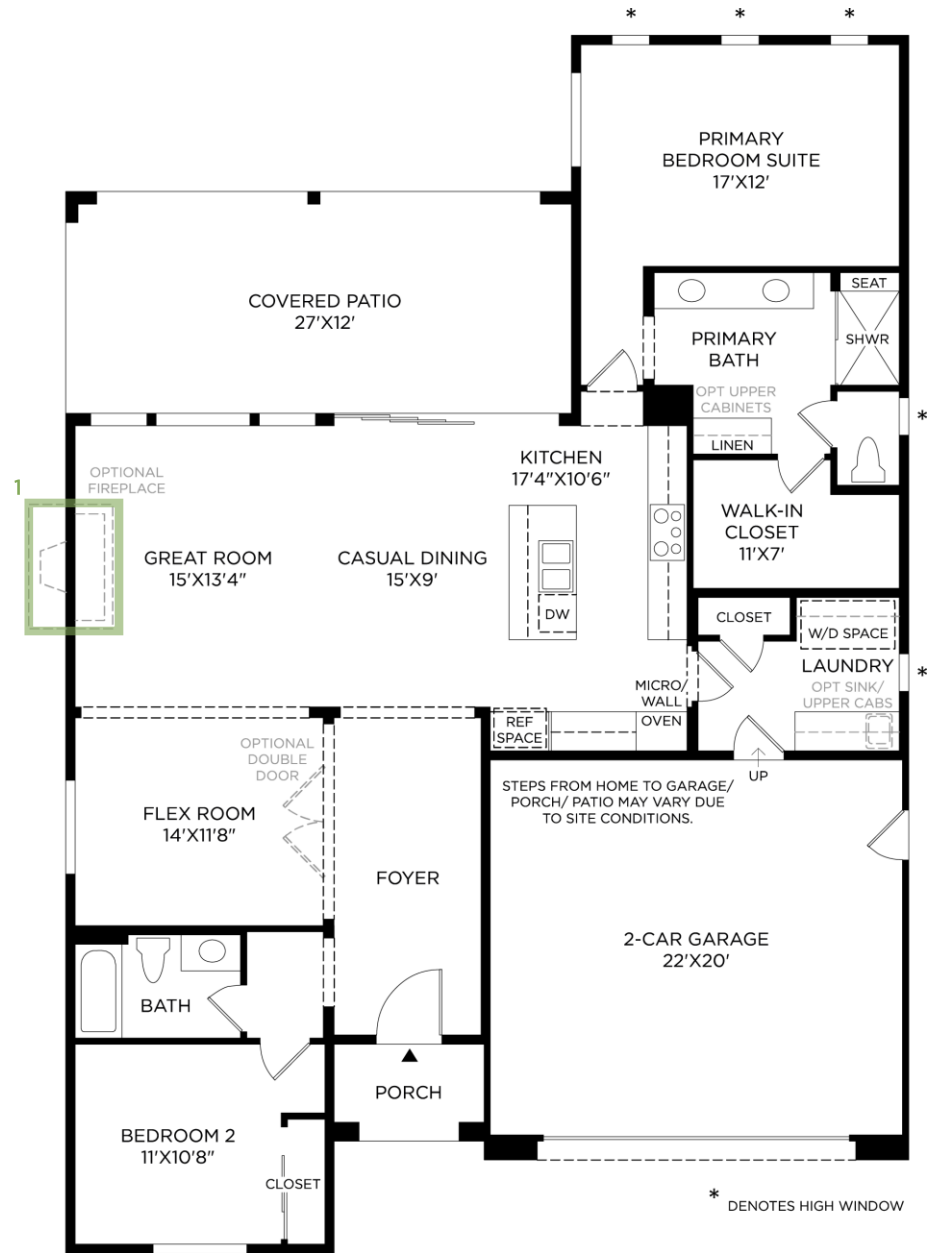 * * *
PRIMARY
BEDROOM SUITE
17'X12'
COVERED PATIO
27'X12'
SEAT
SHWR
PRIMARY
BATH
OPT UPPER
CABINETS
LINEN
*
KITCHEN
17'4"X10'6"
OPTIONAL
FIREPLACE
1
GREAT ROOM
15'X13'4"
CASUAL DINING
15'X9'
DW
WALK-IN
CLOSET
11'X7'
CLOSET
W/D SPACE
LAUNDRY
OPT SINK/
UPPER CABS
*
MICRO/
WALL
OVEN
REF
SPACE
UP
OPTIONAL
DOUBLE
DOOR
STEPS FROM HOME TO GARAGE/
PORCH/ PATIO MAY VARY DUE
TO SITE CONDITIONS.
FLEX ROOM
14'X11'8"
FOYER
2-CAR GARAGE
22'X20'
BATH
PORCH
BEDROOM 2
11'X10'8"
CLOSET
* DENOTES HIGH WINDOW